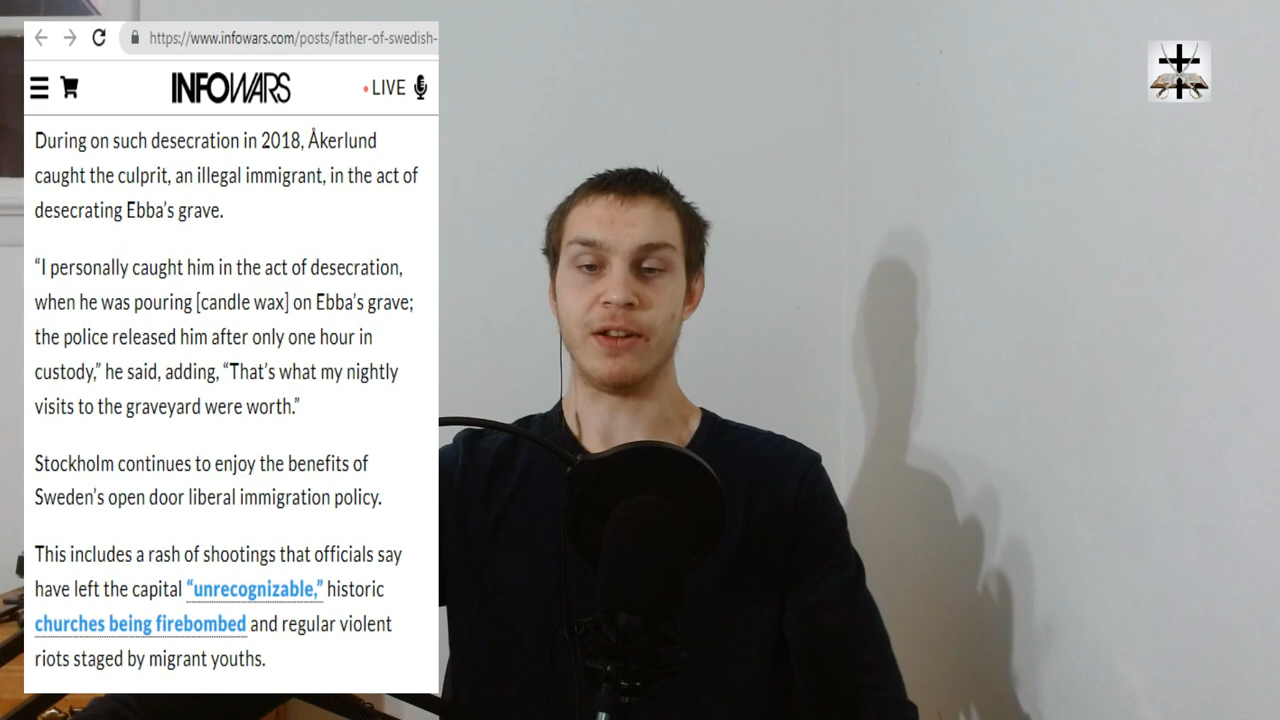 https://www.infowars.com/posts/father-of-swedish-
INFOWARS
LIVE
During on such desecration in 2018, Åkerlund
caught the culprit, an illegal immigrant, in the act of
desecrating Ebba’s grave.
“I personally caught him in the act of desecration,
when he was pouring [candle wax] on Ebba’s grave;
the police released him after only one hour in
custody,” he said, adding, “That’s what my nightly
visits to the graveyard were worth.”
Stockholm continues to enjoy the benefits of
Sweden’s open door liberal immigration policy.
This includes a rash of shootings that officials say
have left the capital “unrecognizable,” historic
churches being firebombed and regular violent
riots staged by migrant youths.